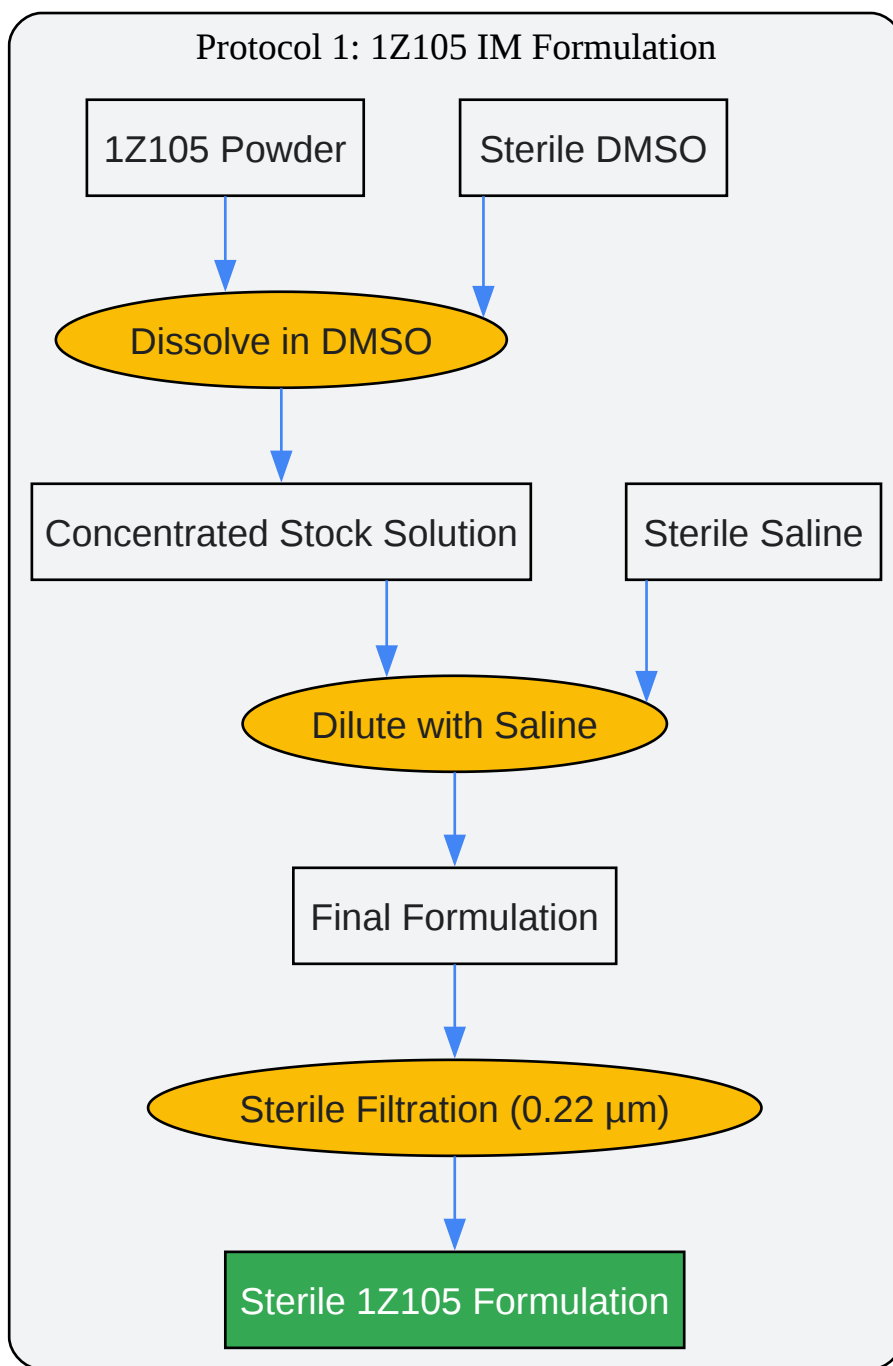 Protocol 1: 1Z105 IM Formulation
1Z105 Powder
Sterile DMSO
Dissolve in DMSO
Concentrated Stock Solution
Sterile Saline
Dilute with Saline
Final Formulation
Sterile Filtration (0.22 µm)
Sterile 1Z105 Formulation